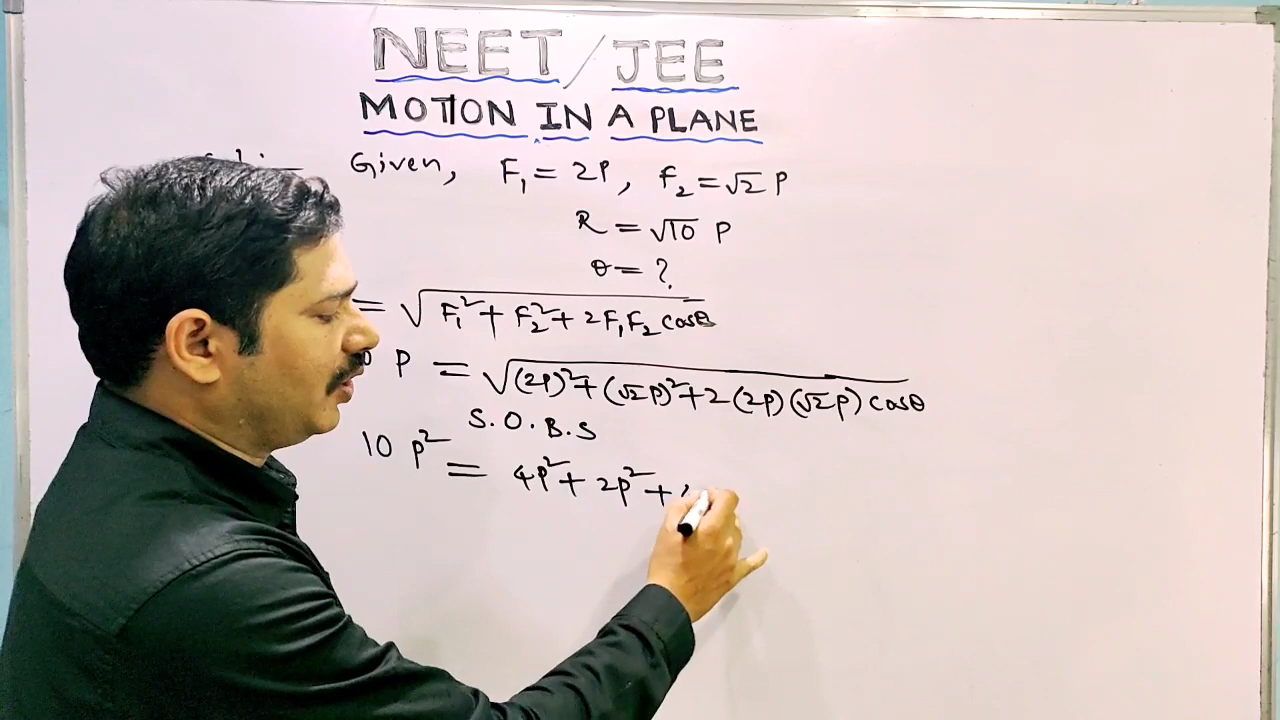 NEET/JEE
MOTION IN A PLANE
Given, F₁ = 2P, F₂ = √2 P
R = √10 P
θ = ?
= √(F₁² + F₂² + 2F₁F₂ cosθ)
P = √((2P)² + (√2P)² + 2(2P)(√2P) cosθ)
S.O.B.S
10 P² = 4P² + 2P² +